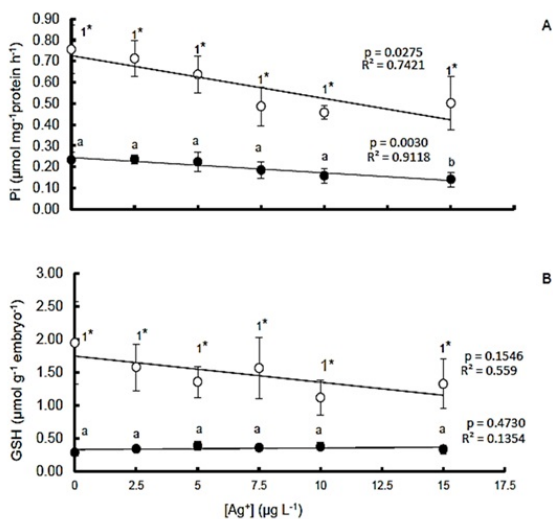 A
0.90
0.80
0.70
0.60
0.50
0.40
0.30
0.20
0.10
0.00
Pi (µmol mg⁻¹protein h⁻¹)
1* 1* 1* 1* 1* 1*
p = 0.0275
R² = 0.7421
p = 0.0030
R² = 0.9118
a a a a a b
B
3.00
2.50
2.00
1.50
1.00
0.50
0.00
GSH (µmol g⁻¹ embryo⁻¹)
1* 1* 1* 1* 1* 1*
p = 0.1546
R² = 0.559
p = 0.4730
R² = 0.1354
a a a a a a
0 2.5 5 7.5 10 15 17.5
[Ag⁺] (µg L⁻¹)